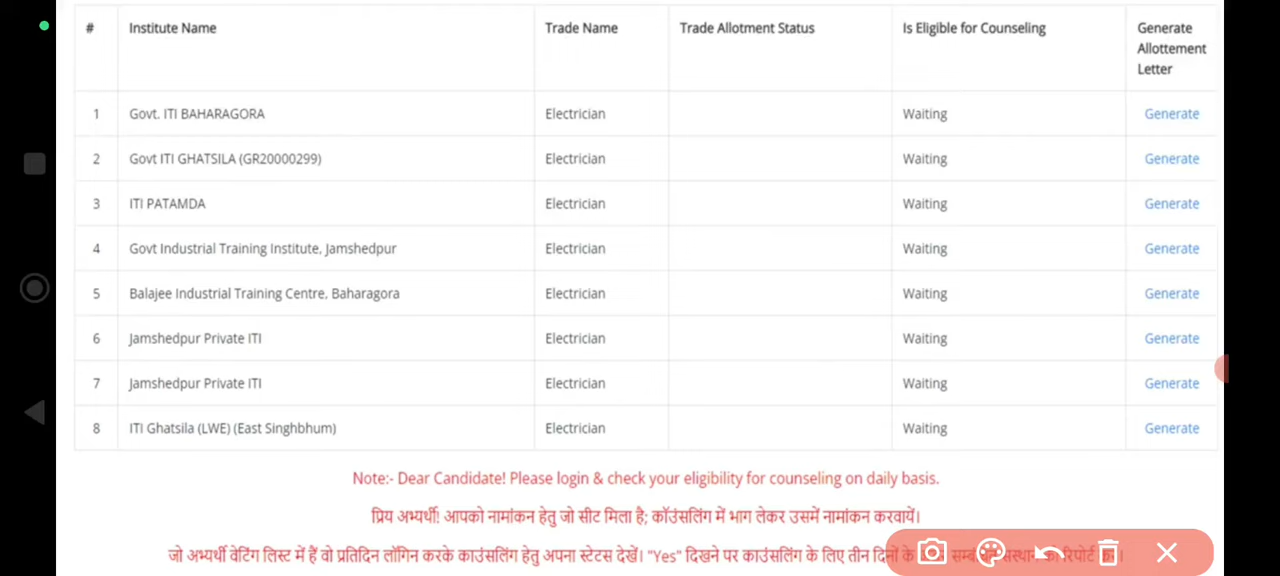 # Institute Name Trade Name Trade Allotment Status Is Eligible for Counseling Generate Allottement Letter
1 Govt. ITI BAHARAGORA Electrician Waiting Generate
2 Govt ITI GHATSILA (GR20000299) Electrician Waiting Generate
3 ITI PATAMDA Electrician Waiting Generate
4 Govt Industrial Training Institute, Jamshedpur Electrician Waiting Generate
5 Balajee Industrial Training Centre, Baharagora Electrician Waiting Generate
6 Jamshedpur Private ITI Electrician Waiting Generate
7 Jamshedpur Private ITI Electrician Waiting Generate
8 ITI Ghatsila (LWE) (East Singhbhum) Electrician Waiting Generate
Note:- Dear Candidate! Please login & check your eligibility for counseling on daily basis.
प्रिय अभ्यर्थी! आपको नामांकन हेतु जो सीट मिला है; कॉउंसलिंग में भाग लेकर उसमें नामांकन करवायें।
जो अभ्यर्थी वेटिंग लिस्ट में हैं वो प्रतिदिन लॉगिन करके काउंसलिंग हेतु अपना स्टेटस देखें। "Yes" दिखने पर काउंसलिंग के लिए तीन दिनों के